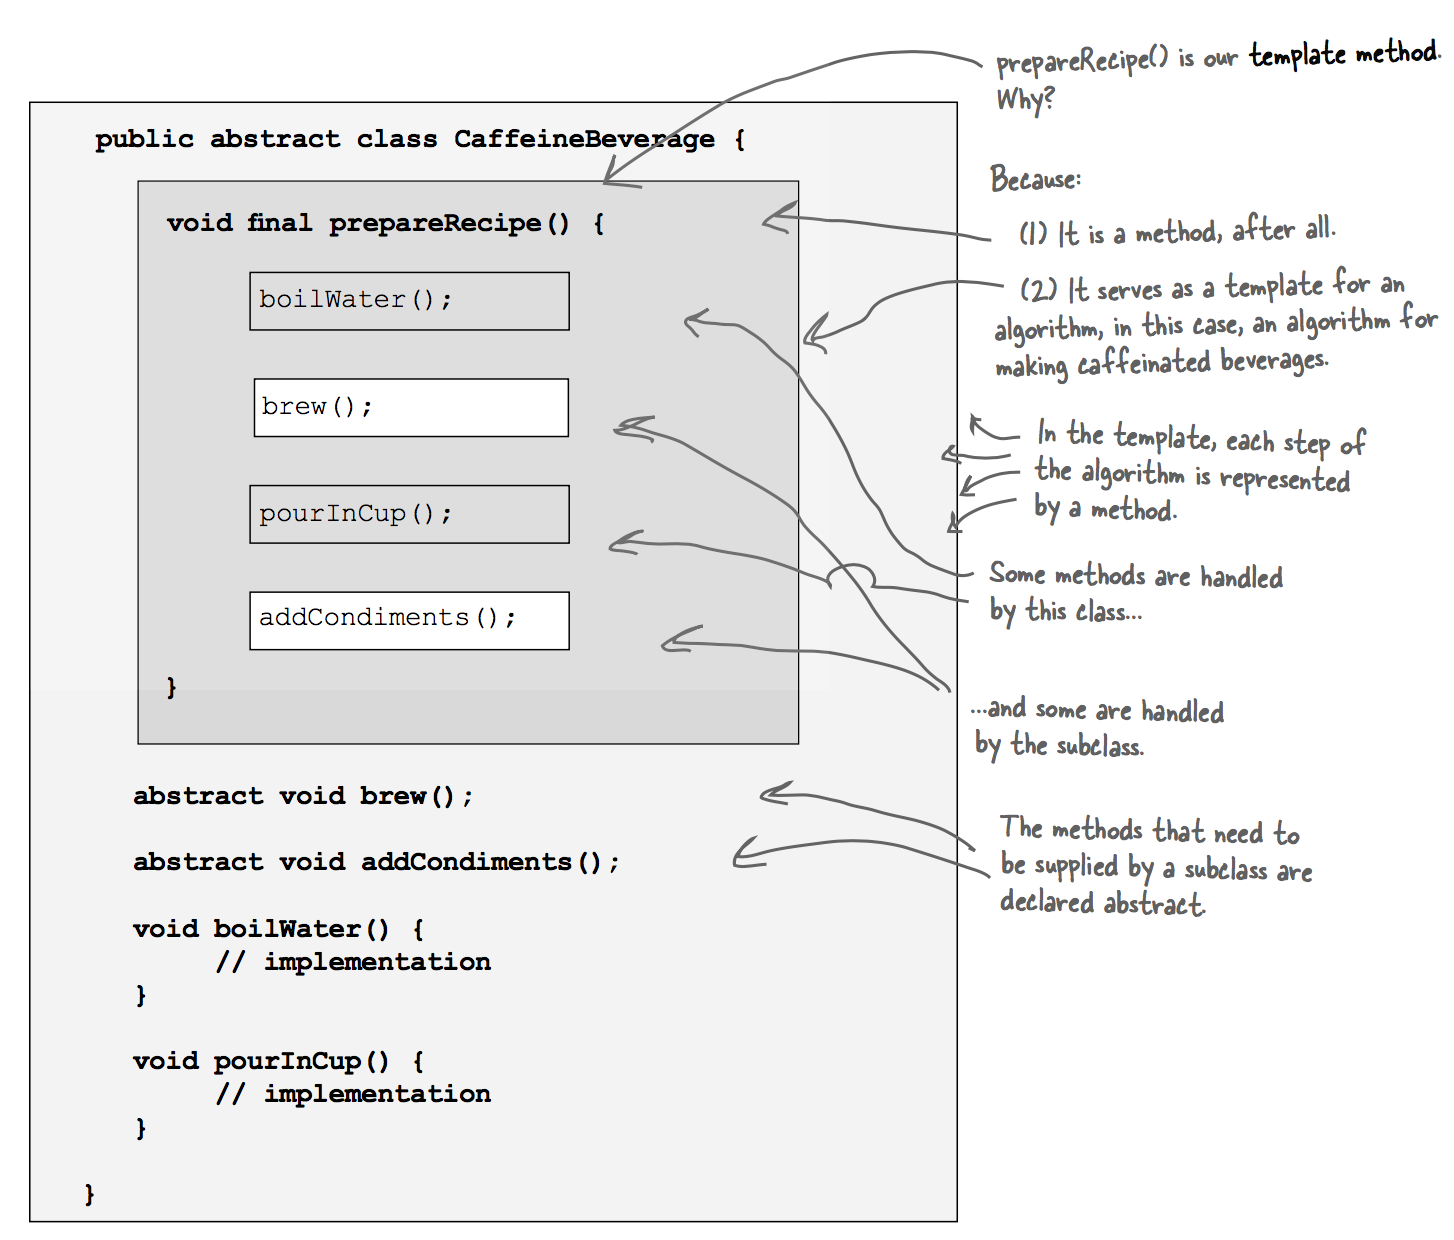 public abstract class CaffeineBeverage {
void final prepareRecipe() {
boilWater();
brew();
pourInCup();
addCondiments();
}
abstract void brew();
abstract void addCondiments();
void boilWater() {
// implementation
}
void pourInCup() {
// implementation
}
}
prepareRecipe() is our template method.
Why?
Because:
(1) It is a method, after all.
(2) It serves as a template for an
algorithm, in this case, an algorithm for
making caffeinated beverages.
In the template, each step of
the algorithm is represented
by a method.
Some methods are handled
by this class...
...and some are handled
by the subclass.
The methods that need to
be supplied by a subclass are
declared abstract.